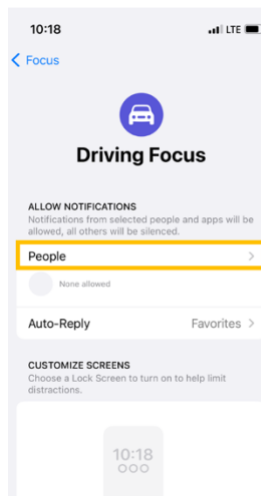 10:18 LTE
Focus
Driving Focus
ALLOW NOTIFICATIONS
Notifications from selected people and apps will be
allowed, all others will be silenced.
People
None allowed
Auto-Reply Favorites
CUSTOMIZE SCREENS
Choose a Lock Screen to turn on to help limit
distractions.
10:18